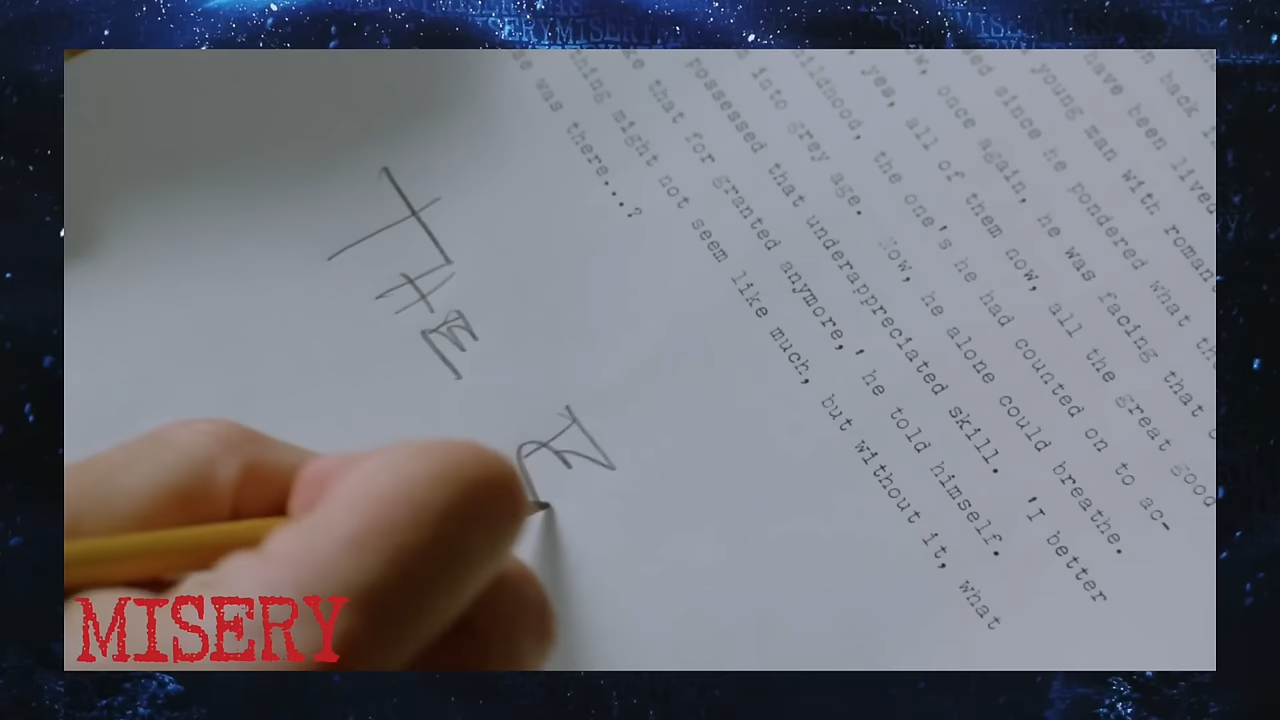 back
have been lived
young man with
since he pondered what
once again, he was facing that
yes, all of them now, all the great good
the one's he had counted on to ac-
into grey age. Now, he alone could breathe.
possessed that underappreciated skill. 'I better
that for granted anymore,' he told himself.
might not seem like much, but without it, what
was there...?
THE E
MISERY